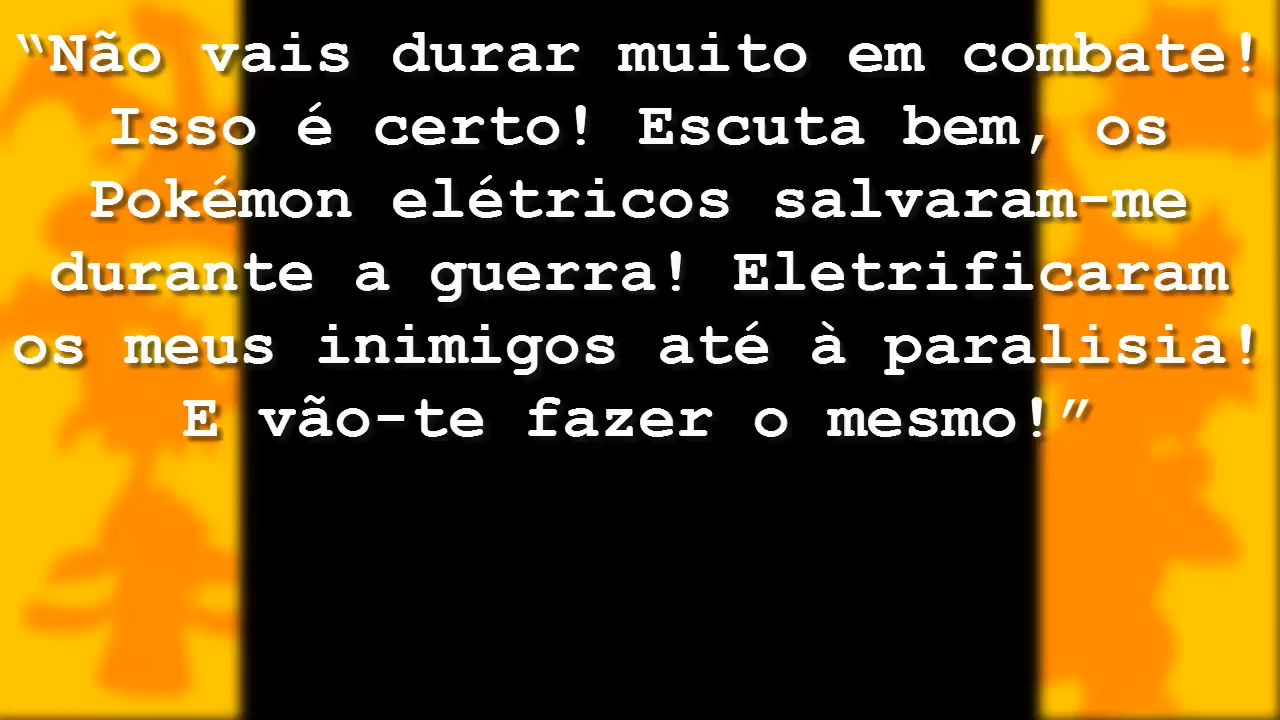 “Não vais durar muito em combate!
Isso é certo! Escuta bem, os
Pokémon elétricos salvaram-me
durante a guerra! Eletrificaram
os meus inimigos até à paralisia!
E vão-te fazer o mesmo!”